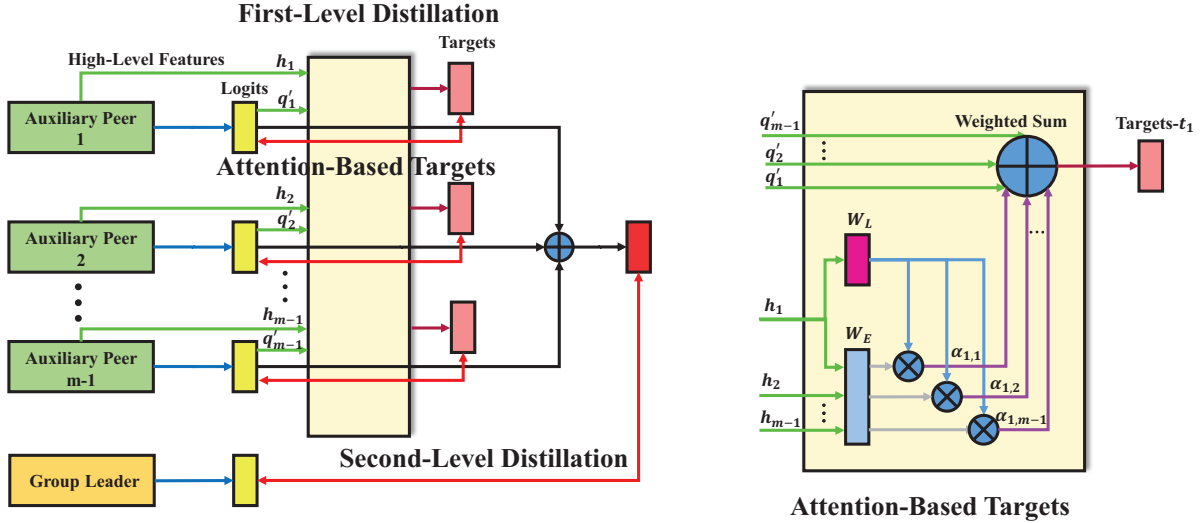 First-Level Distillation
High-Level Features
h₁
Targets
Logits
q′₁
Auxiliary Peer
1
Attention-Based Targets
h₂
q′₂
Auxiliary Peer
2
⋮
⋮
hₘ₋₁
q′ₘ₋₁
Auxiliary Peer
m-1
Second-Level Distillation
Group Leader
q′ₘ₋₁
Weighted Sum
Targets-t₁
⋮
q′₂
q′₁
...
W_L
h₁
W_E
α₁,₁
h₂
α₁,₂
⋮
hₘ₋₁
α₁,ₘ₋₁
Attention-Based Targets